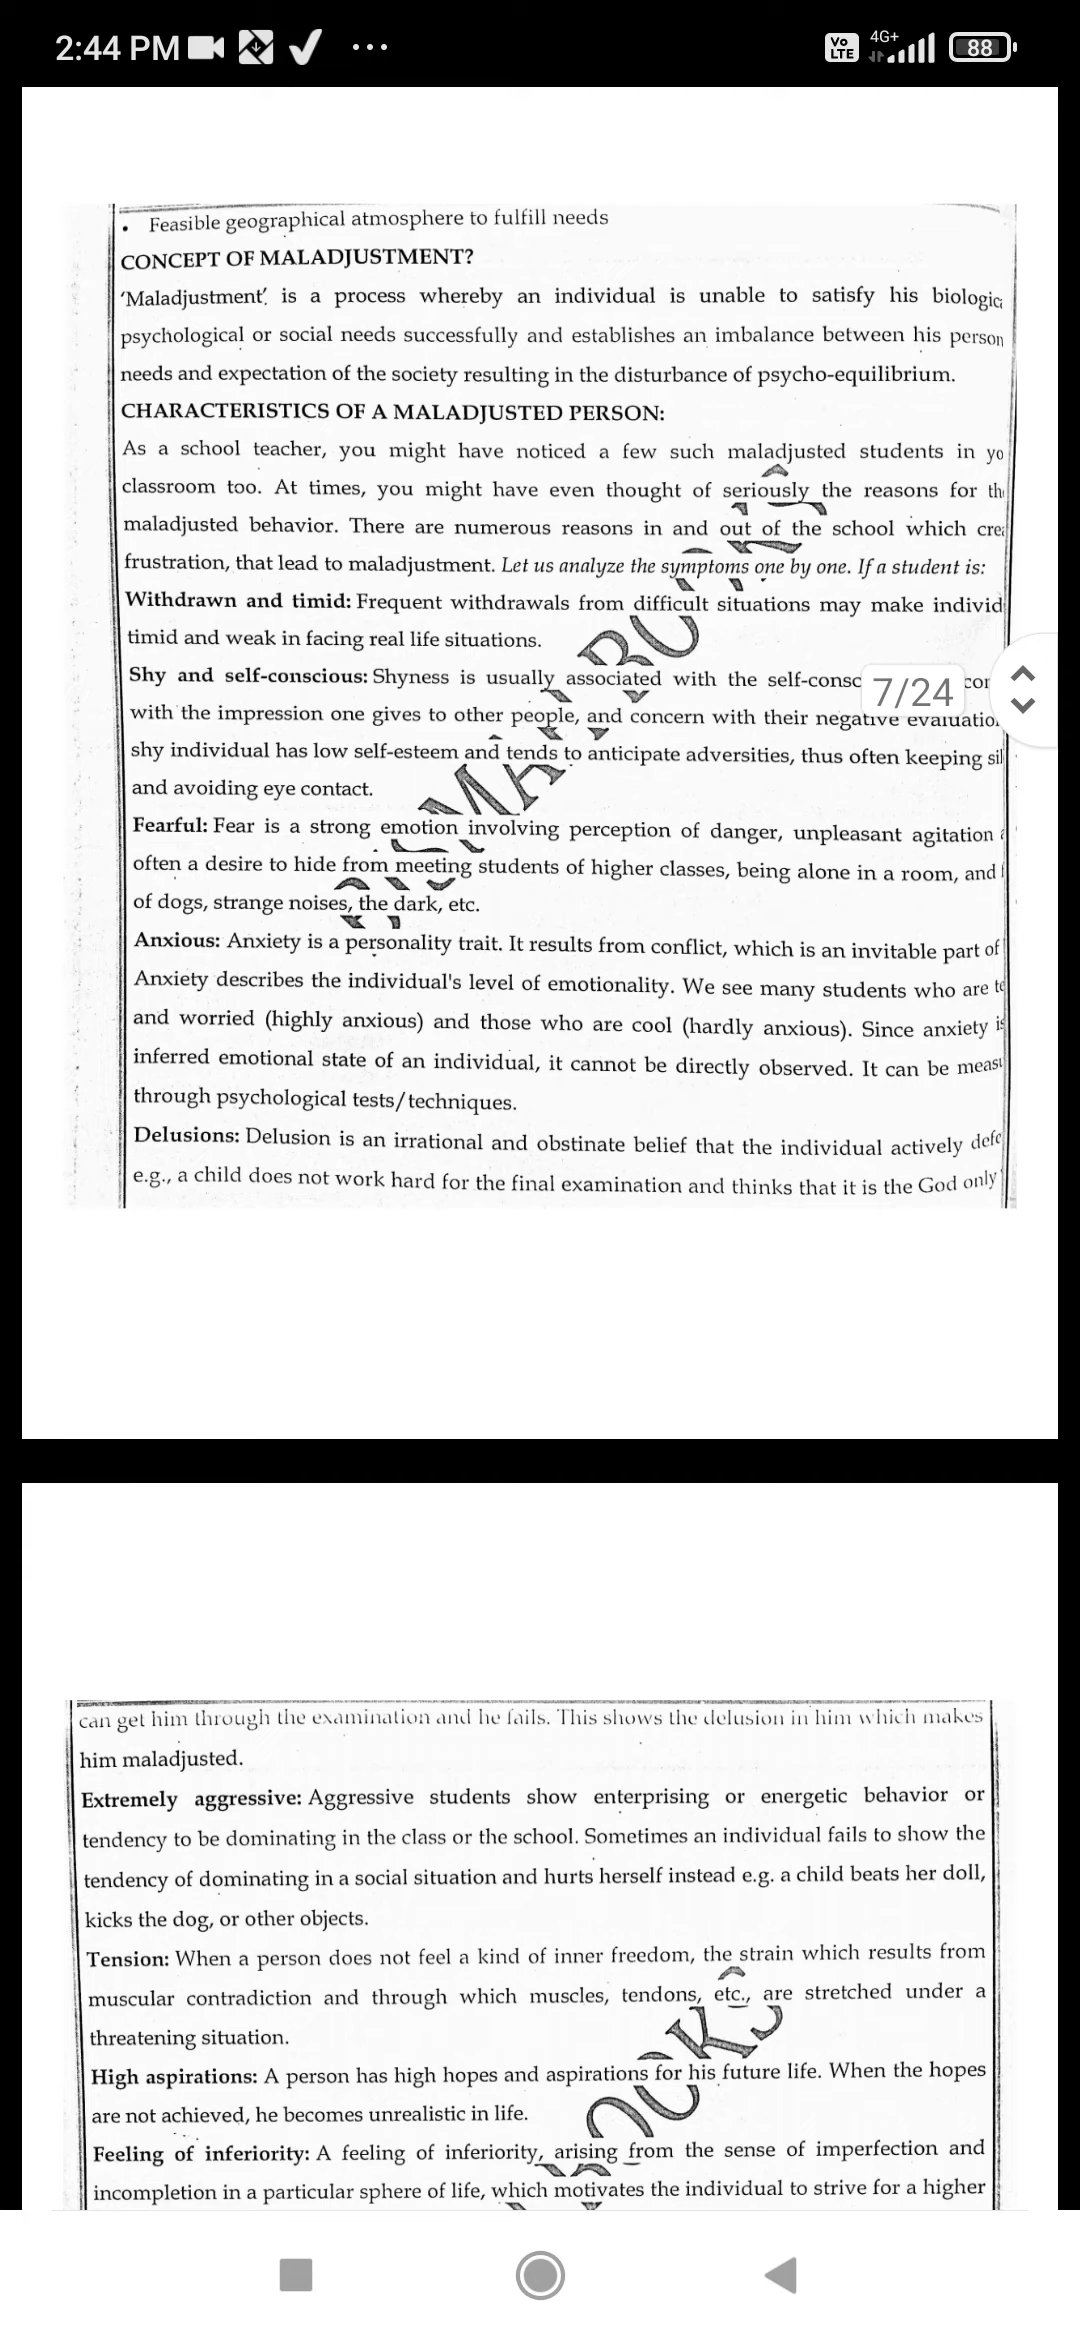 2:44 PM
Vo LTE 4G+ 88
• Feasible geographical atmosphere to fulfill needs
CONCEPT OF MALADJUSTMENT?
'Maladjustment'. is a process whereby an individual is unable to satisfy his biologica
psychological or social needs successfully and establishes an imbalance between his person
needs and expectation of the society resulting in the disturbance of psycho-equilibrium.
CHARACTERISTICS OF A MALADJUSTED PERSON:
As a school teacher, you might have noticed a few such maladjusted students in yo
classroom too. At times, you might have even thought of seriously the reasons for th
maladjusted behavior. There are numerous reasons in and out of the school which crea
frustration, that lead to maladjustment. Let us analyze the symptoms one by one. If a student is:
Withdrawn and timid: Frequent withdrawals from difficult situations may make individ
timid and weak in facing real life situations.
Shy and self-conscious: Shyness is usually associated with the self-consc 7/24 con
with the impression one gives to other people, and concern with their negative evaluatio
shy individual has low self-esteem and tends to anticipate adversities, thus often keeping sil
and avoiding eye contact.
Fearful: Fear is a strong emotion involving perception of danger, unpleasant agitation a
often a desire to hide from meeting students of higher classes, being alone in a room, and f
of dogs, strange noises, the dark, etc.
Anxious: Anxiety is a personality trait. It results from conflict, which is an invitable part of
Anxiety describes the individual's level of emotionality. We see many students who are te
and worried (highly anxious) and those who are cool (hardly anxious). Since anxiety is
inferred emotional state of an individual, it cannot be directly observed. It can be measu
through psychological tests/techniques.
Delusions: Delusion is an irrational and obstinate belief that the individual actively defe
e.g., a child does not work hard for the final examination and thinks that it is the God only
can get him through the examination and he fails. This shows the delusion in him which makes
him maladjusted.
Extremely aggressive: Aggressive students show enterprising or energetic behavior or
tendency to be dominating in the class or the school. Sometimes an individual fails to show the
tendency of dominating in a social situation and hurts herself instead e.g. a child beats her doll,
kicks the dog, or other objects.
Tension: When a person does not feel a kind of inner freedom, the strain which results from
muscular contradiction and through which muscles, tendons, etc., are stretched under a
threatening situation.
High aspirations: A person has high hopes and aspirations for his future life. When the hopes
are not achieved, he becomes unrealistic in life.
Feeling of inferiority: A feeling of inferiority, arising from the sense of imperfection and
incompletion in a particular sphere of life, which motivates the individual to strive for a higher